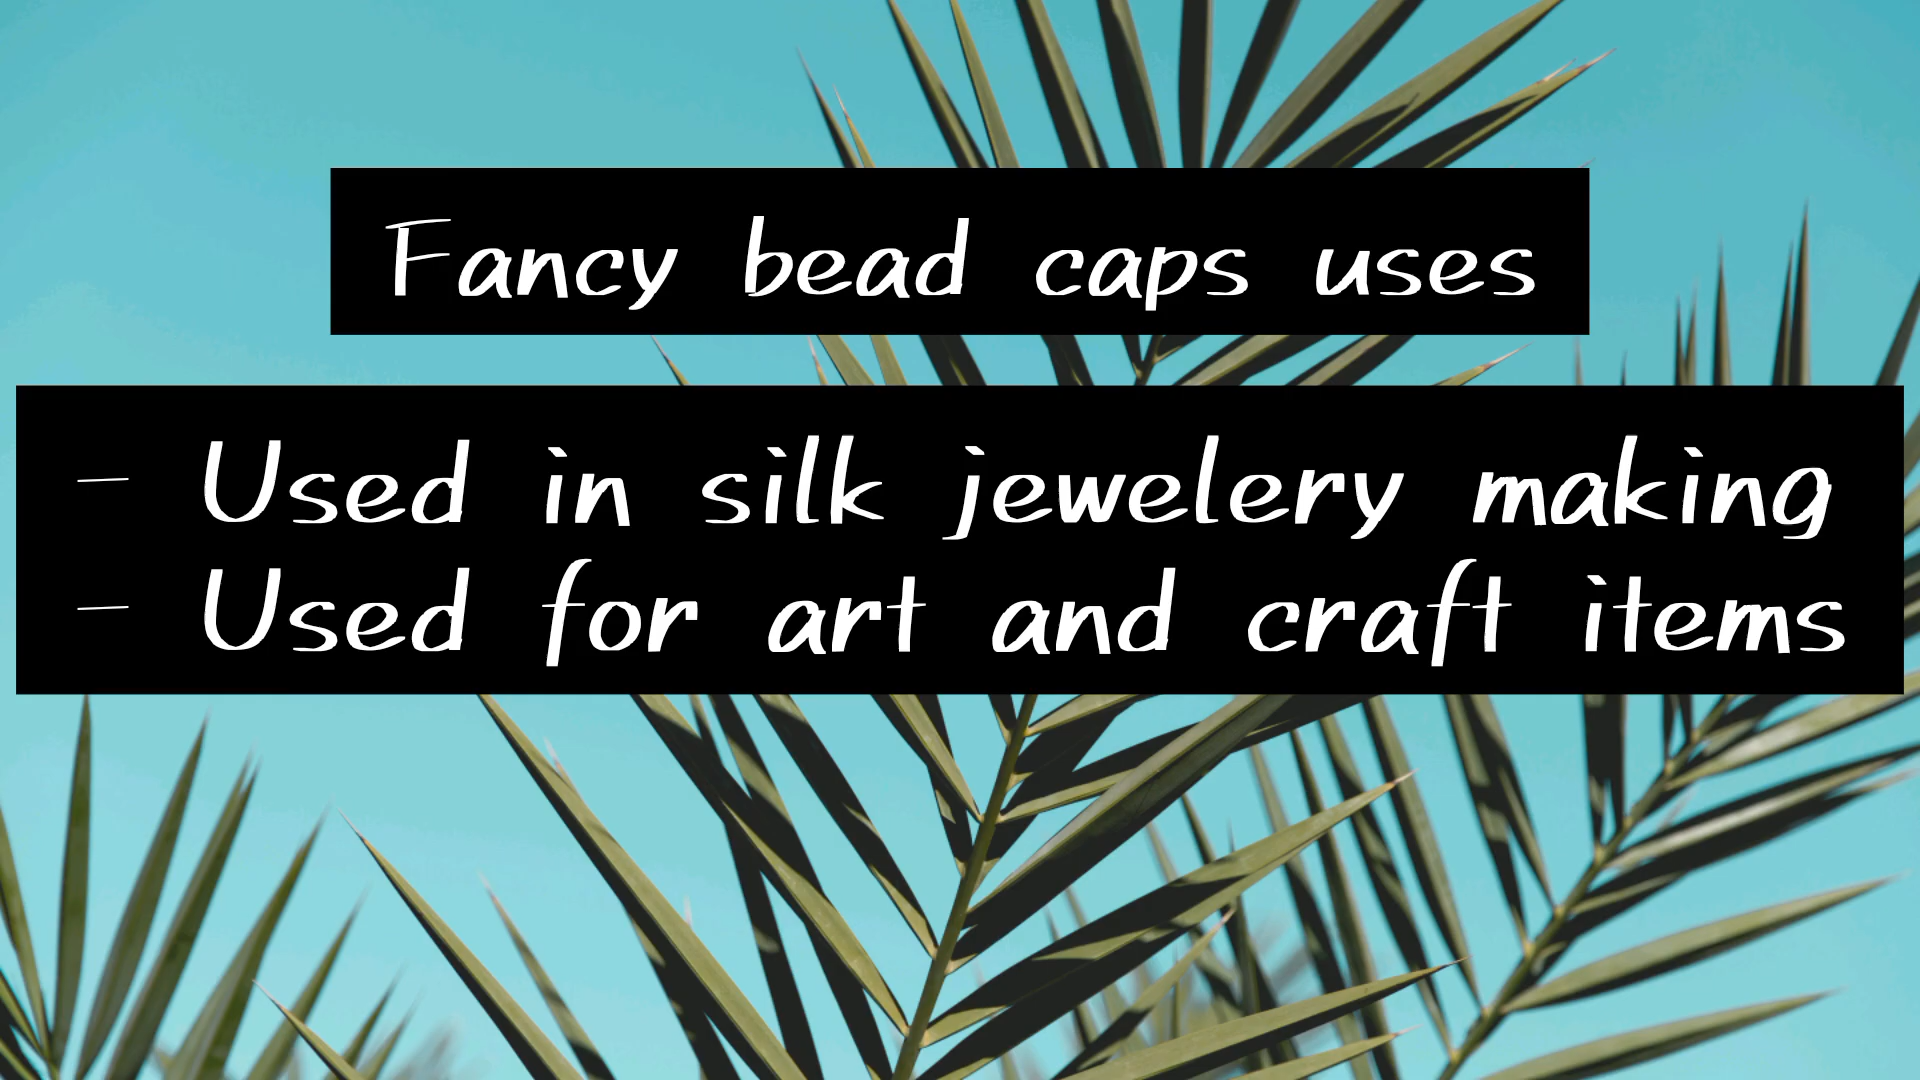 Fancy bead caps uses
- Used in silk jewelery making
- Used for art and craft items